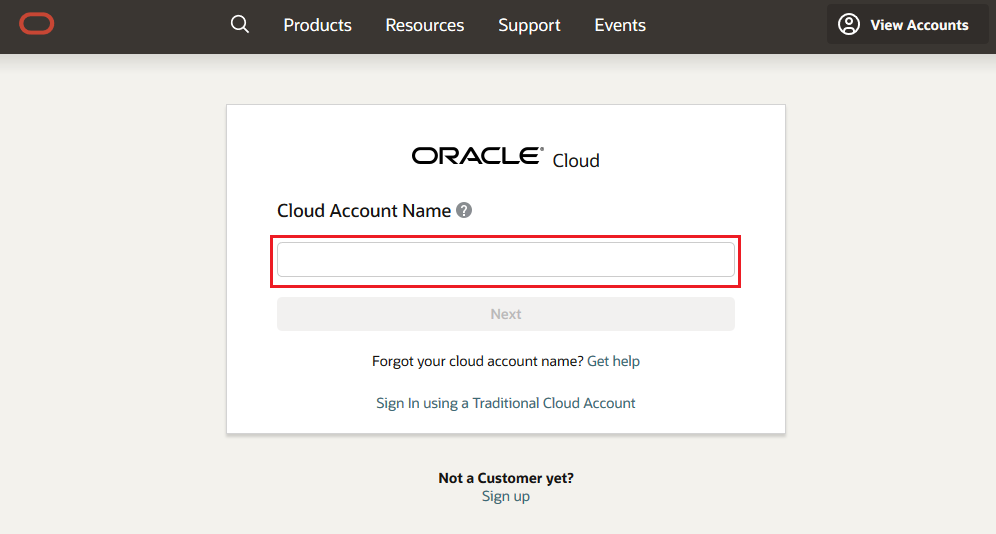 Products Resources Support Events View Accounts
ORACLE® Cloud
Cloud Account Name ?
Next
Forgot your cloud account name? Get help
Sign In using a Traditional Cloud Account
Not a Customer yet?
Sign up